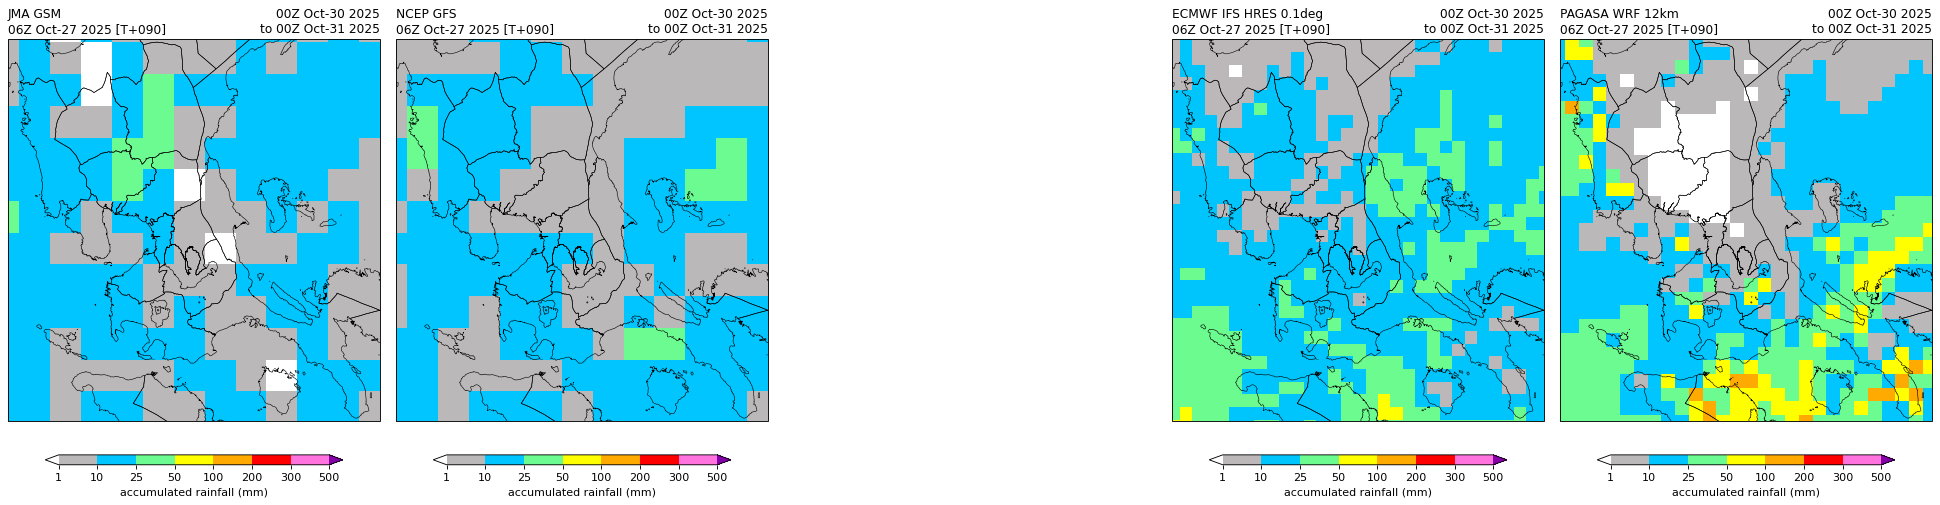 JMA GSM 00Z Oct-30 2025
06Z Oct-27 2025 [T+090] to 00Z Oct-31 2025
NCEP GFS 00Z Oct-30 2025
06Z Oct-27 2025 [T+090] to 00Z Oct-31 2025
ECMWF IFS HRES 0.1deg 00Z Oct-30 2025
06Z Oct-27 2025 [T+090] to 00Z Oct-31 2025
PAGASA WRF 12km 00Z Oct-30 2025
06Z Oct-27 2025 [T+090] to 00Z Oct-31 2025
1 10 25 50 100 200 300 500
accumulated rainfall (mm)
1 10 25 50 100 200 300 500
accumulated rainfall (mm)
1 10 25 50 100 200 300 500
accumulated rainfall (mm)
1 10 25 50 100 200 300 500
accumulated rainfall (mm)